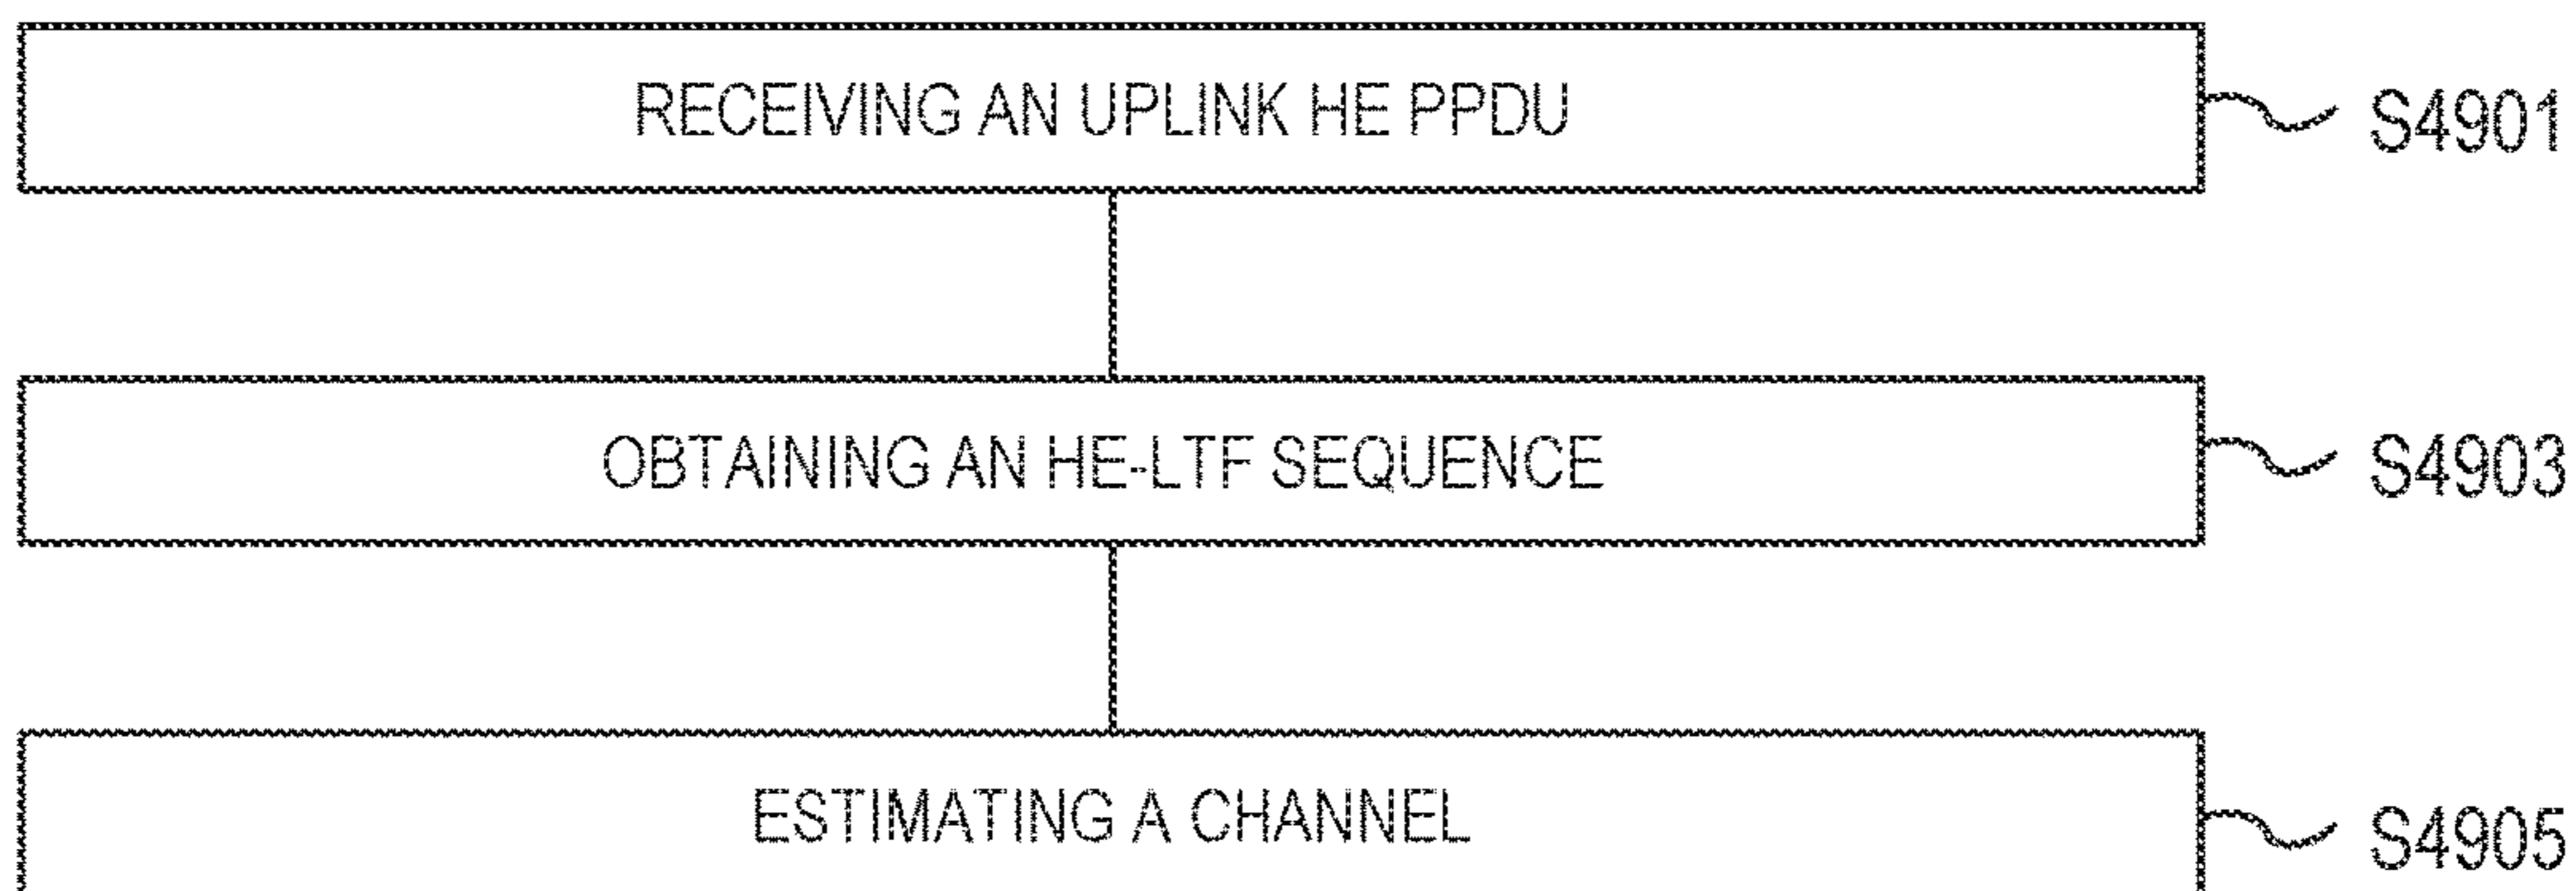 RECEIVING AN UPLINK HE PPDU S4901
OBTAINING AN HE-LTF SEQUENCE S4903
ESTIMATING A CHANNEL S4905